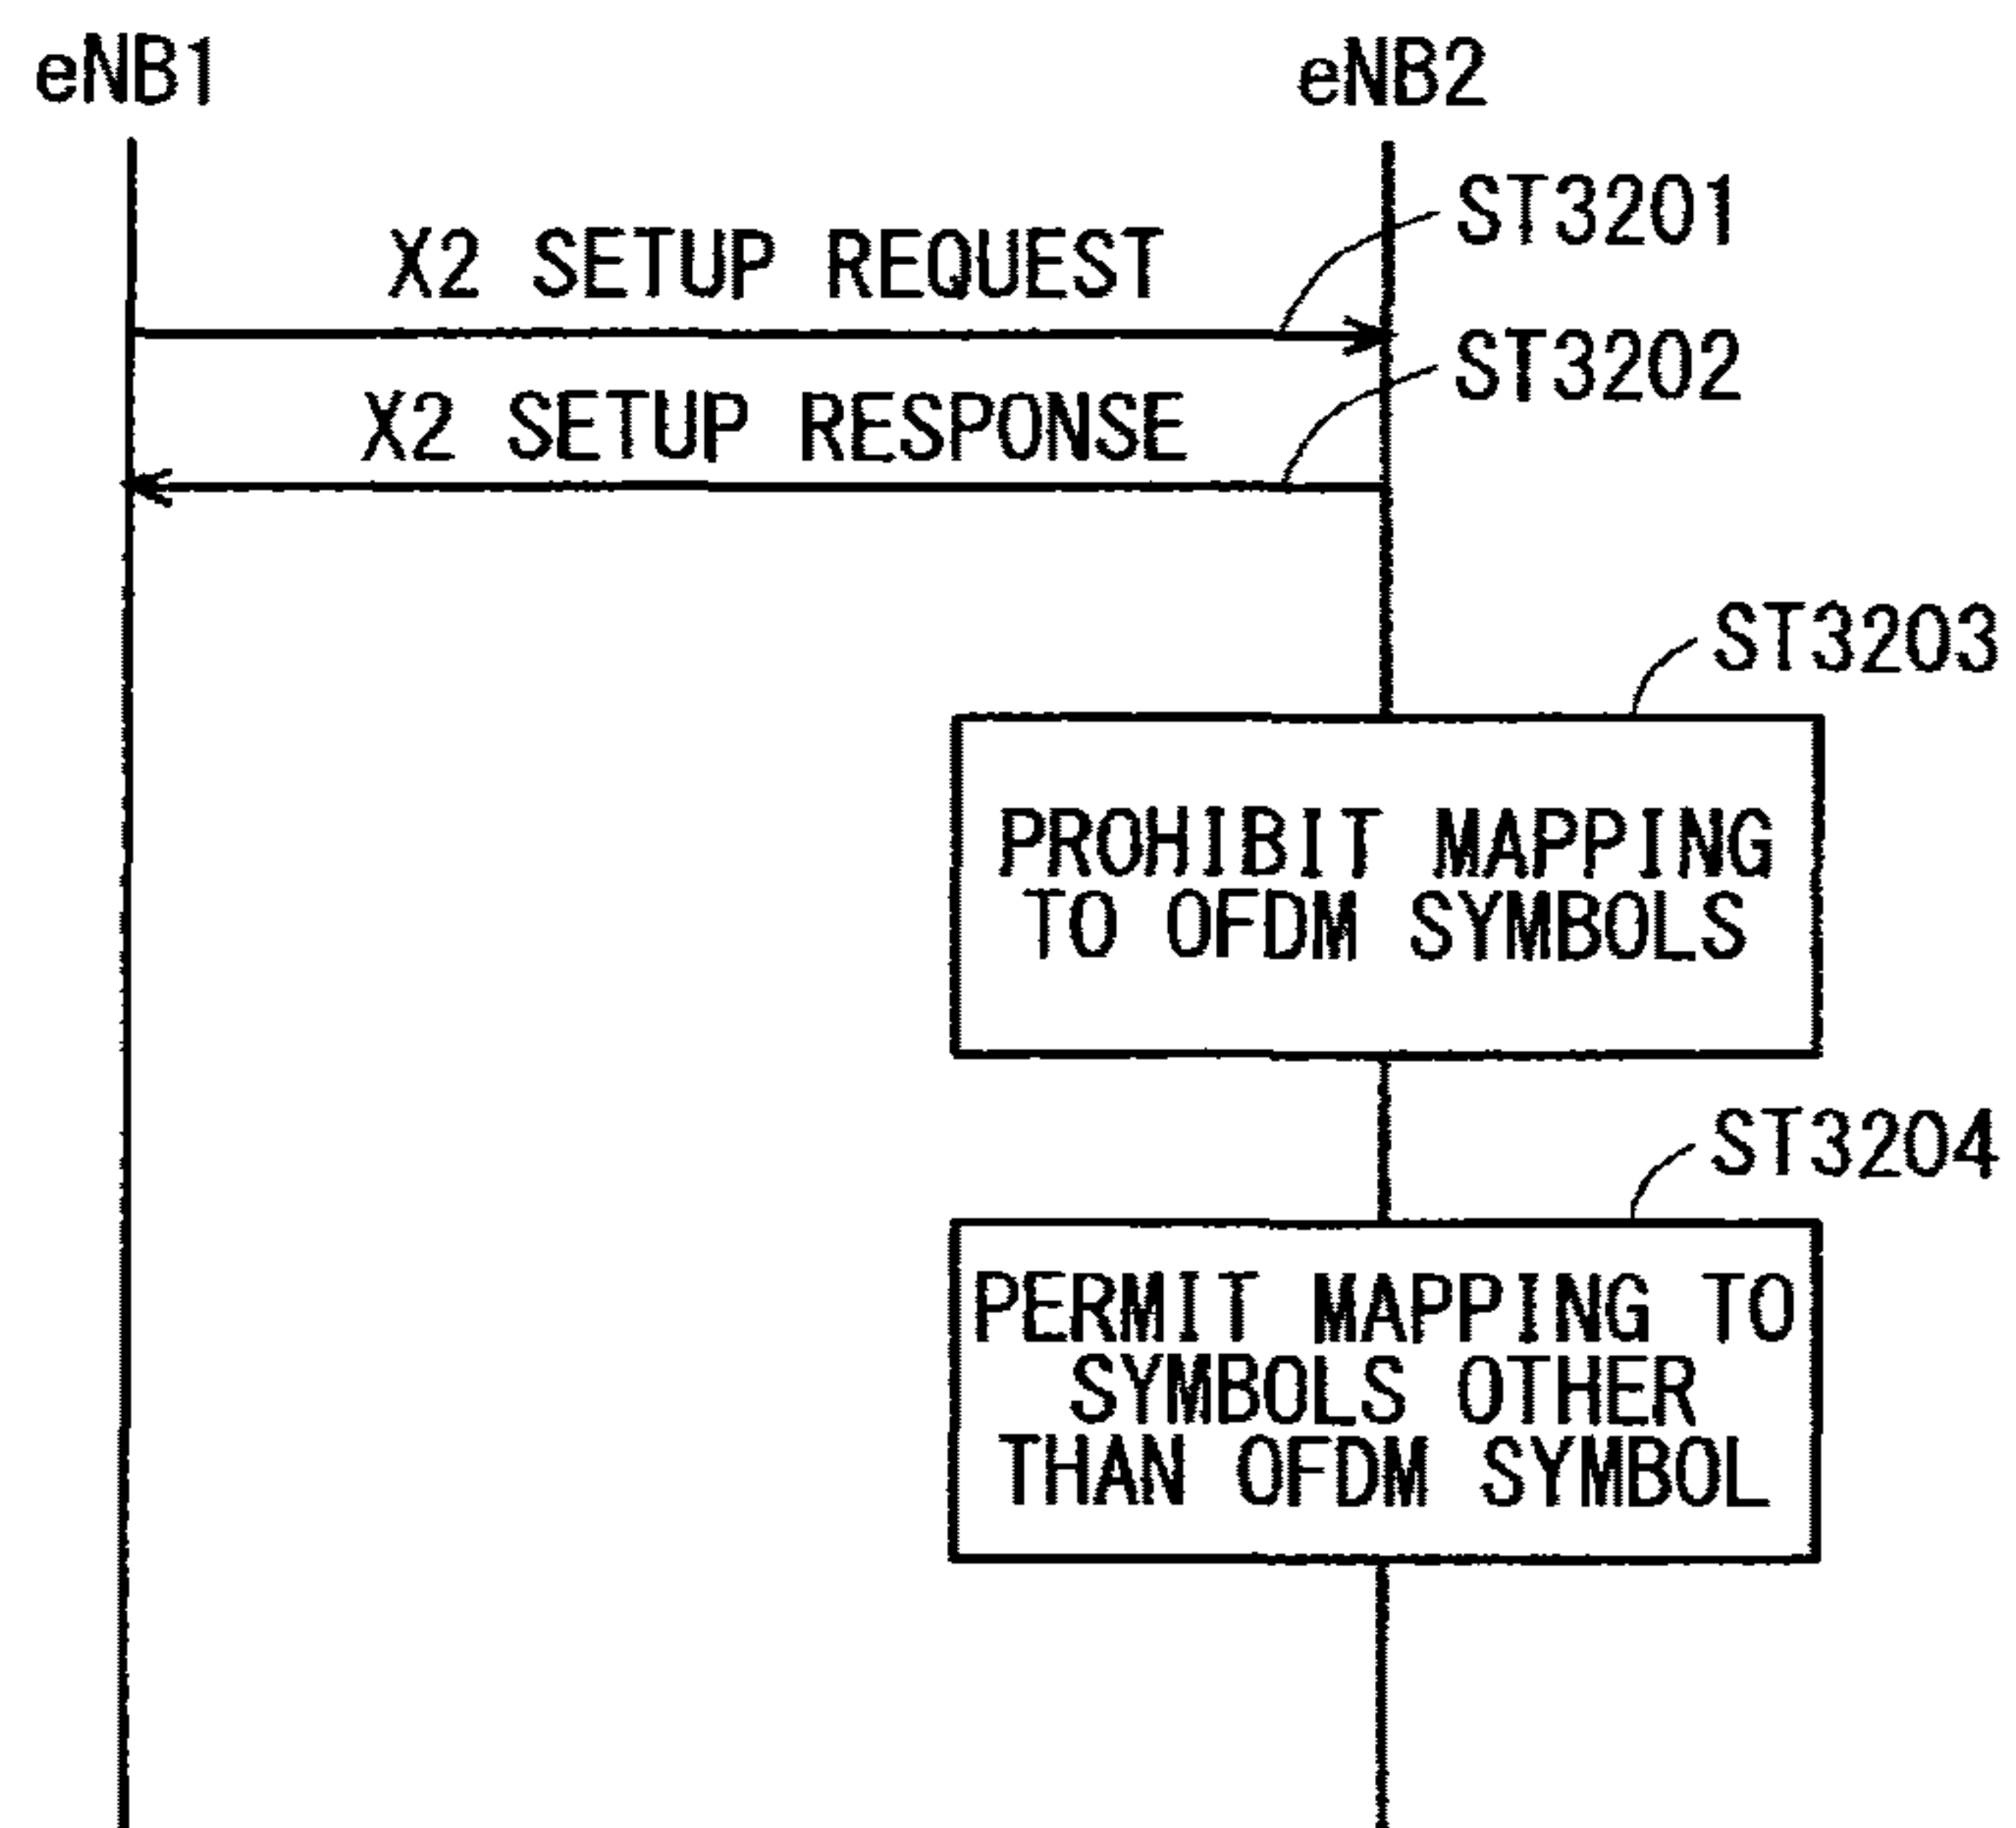 eNB1
eNB2
ST3201
X2 SETUP REQUEST
ST3202
X2 SETUP RESPONSE
ST3203
PROHIBIT MAPPING
TO OFDM SYMBOLS
ST3204
PERMIT MAPPING TO
SYMBOLS OTHER
THAN OFDM SYMBOL